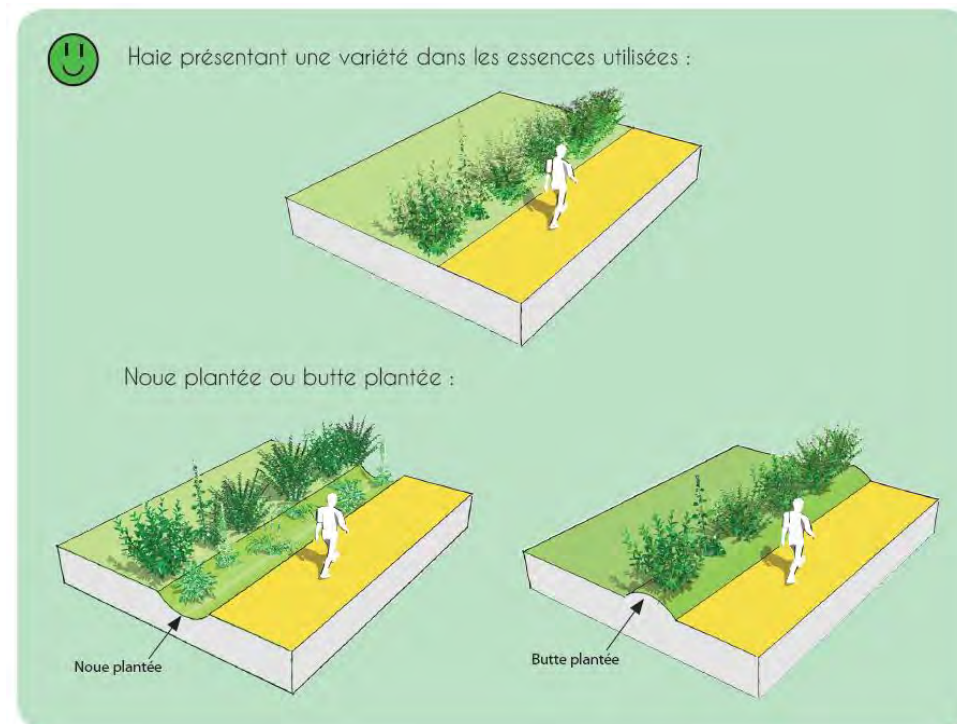 Haie présentant une variété dans les essences utilisées :
Noue plantée ou butte plantée :
Noue plantée
Butte plantée